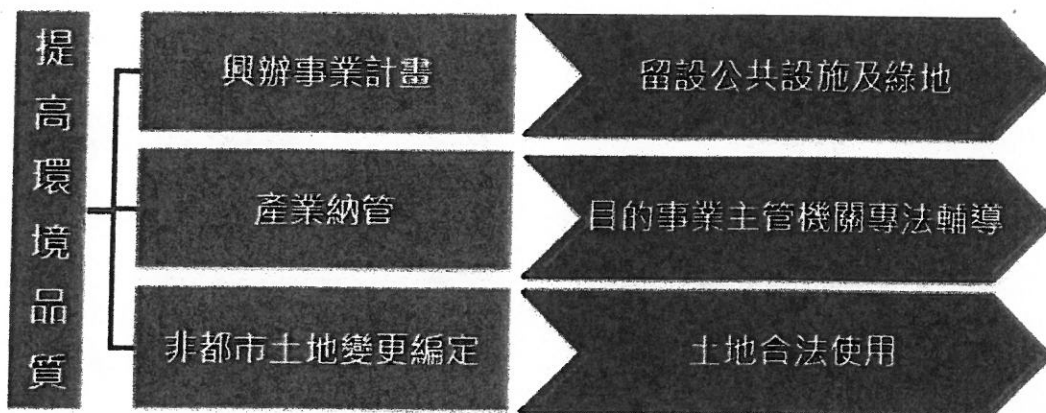 提高環境品質
興辦事業計畫
留設公共設施及綠地
產業納管
目的事業主管機關專法輔導
非都市土地變更編定
土地合法使用